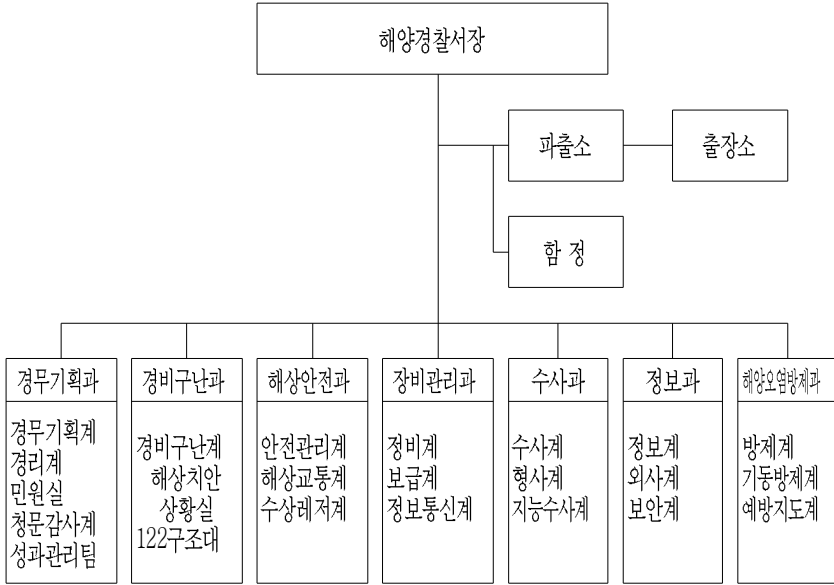 해양경찰서장
파출소
출장소
함 정
경무기획과
경무기획계
경리계
민원실
청문감사계
성과관리팀
경비구난과
경비구난계
해상치안
상황실
122구조대
해상안전과
안전관리계
해상교통계
수상레저계
장비관리과
정비계
보급계
정보통신계
수사과
수사계
형사계
지능수사계
정보과
정보계
외사계
보안계
해양오염방제과
방제계
기동방제계
예방지도계